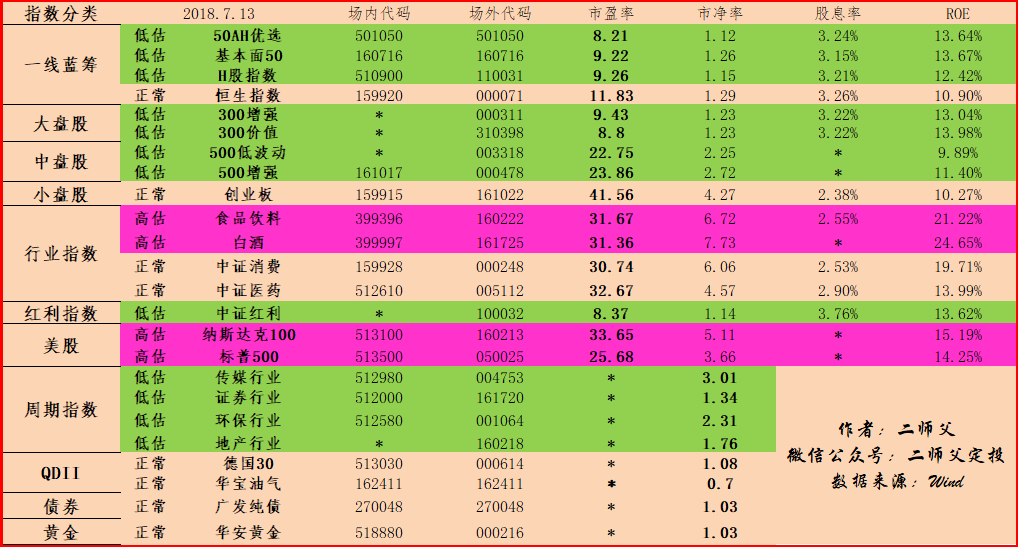 指数分类 2018.7.13 场内代码 场外代码 市盈率 市净率 股息率 ROE
一线蓝筹 低估 50AH优选 501050 501050 8.21 1.12 3.24% 13.64%
低估 基本面50 160716 160716 9.22 1.26 3.15% 13.67%
低估 H股指数 510900 110031 9.26 1.15 3.21% 12.42%
正常 恒生指数 159920 000071 11.83 1.29 3.26% 10.90%
大盘股 低估 300增强 * 000311 9.43 1.23 3.22% 13.04%
低估 300价值 * 310398 8.8 1.23 3.22% 13.98%
中盘股 低估 500低波动 * 003318 22.75 2.25 * 9.89%
低估 500增强 161017 000478 23.86 2.72 * 11.40%
小盘股 正常 创业板 159915 161022 41.56 4.27 2.38% 10.27%
行业指数 高估 食品饮料 399396 160222 31.67 6.72 2.55% 21.22%
高估 白酒 399997 161725 31.36 7.73 * 24.65%
正常 中证消费 159928 000248 30.74 6.06 2.53% 19.71%
正常 中证医药 512610 005112 32.67 4.57 2.90% 13.99%
红利指数 低估 中证红利 * 100032 8.37 1.14 3.76% 13.62%
美股 高估 纳斯达克100 513100 160213 33.65 5.11 * 15.19%
高估 标普500 513500 050025 25.68 3.66 * 14.25%
周期指数 低估 传媒行业 512980 004753 * 3.01
低估 证券行业 512000 161720 * 1.34
低估 环保行业 512580 001064 * 2.31
低估 地产行业 * 160218 * 1.76
QDII 正常 德国30 513030 000614 * 1.08
正常 华宝油气 162411 162411 * 0.7
债券 正常 广发纯债 270048 270048 * 1.03
黄金 正常 华安黄金 518880 000216 * 1.03
作者：二师父
微信公众号：二师父定投
数据来源：Wind